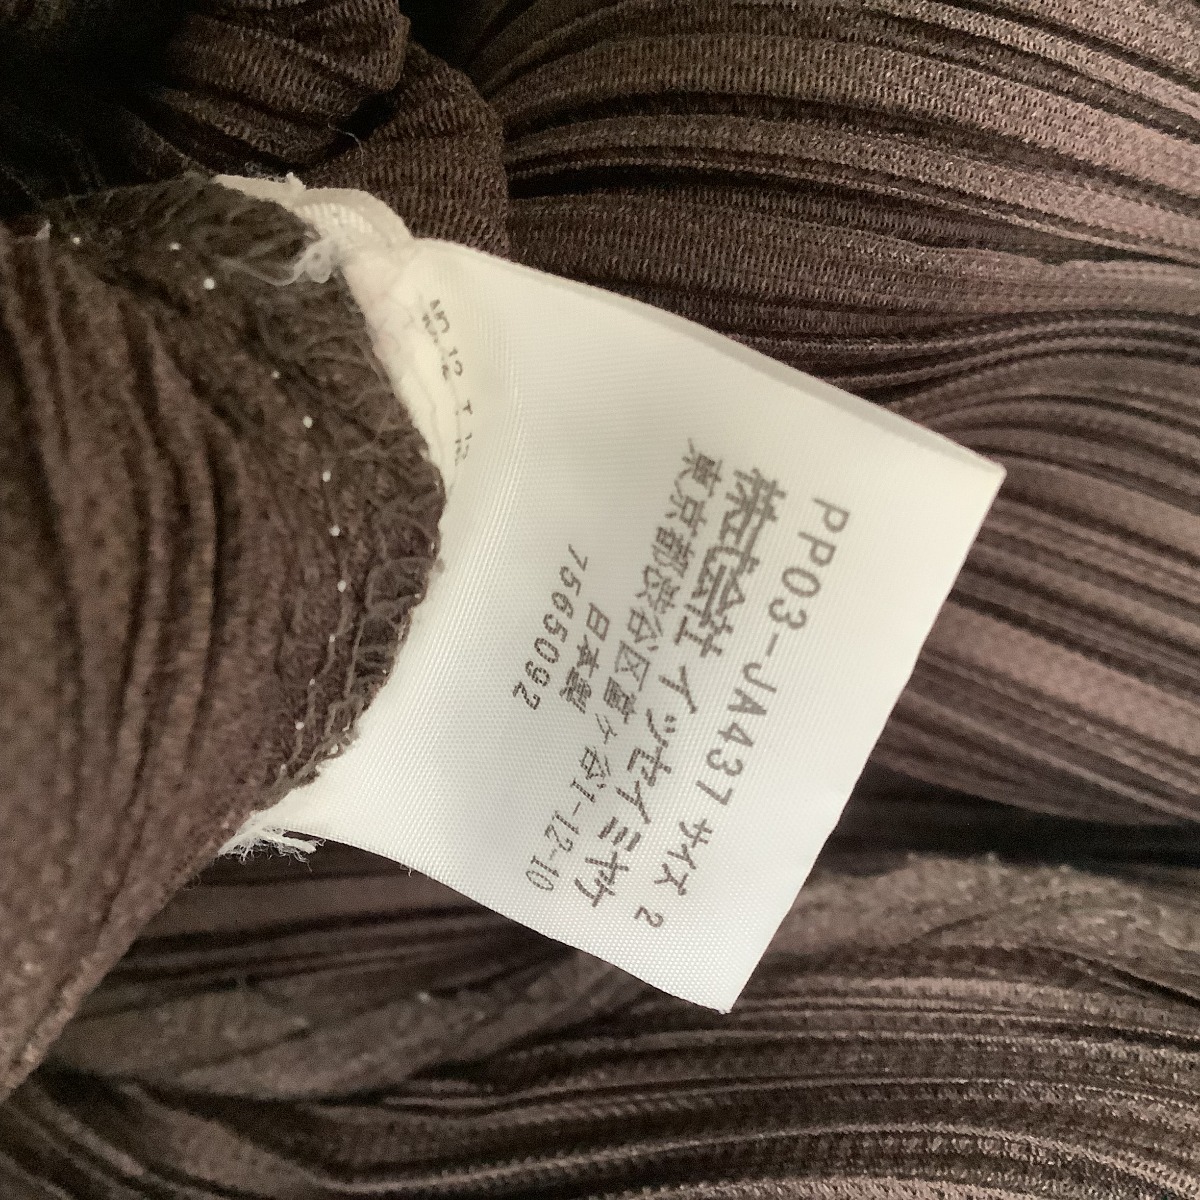 PP03-JA437 サイズ 2
株式会社 イッセイミヤケ
東京都渋谷区富ヶ谷1-12-10
日本製
7565092